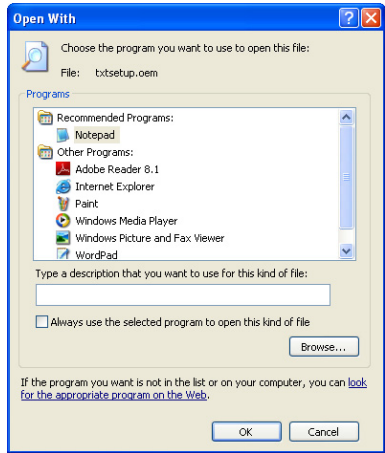 Open With
Choose the program you want to use to open this file:
File: txtsetup.oem
Programs
Recommended Programs:
Notepad
Other Programs:
Adobe Reader 8.1
Internet Explorer
Paint
Windows Media Player
Windows Picture and Fax Viewer
WordPad
Type a description that you want to use for this kind of file:
Always use the selected program to open this kind of file
Browse...
If the program you want is not in the list or on your computer, you can look
for the appropriate program on the Web.
OK Cancel